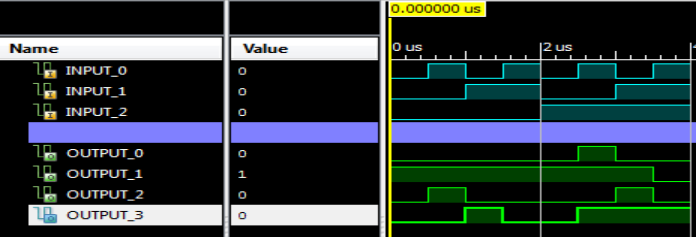 0.000000 us
Name Value
0 us 2 us 4
INPUT_0 0
INPUT_1 0
INPUT_2 0
OUTPUT_0 0
OUTPUT_1 1
OUTPUT_2 0
OUTPUT_3 0